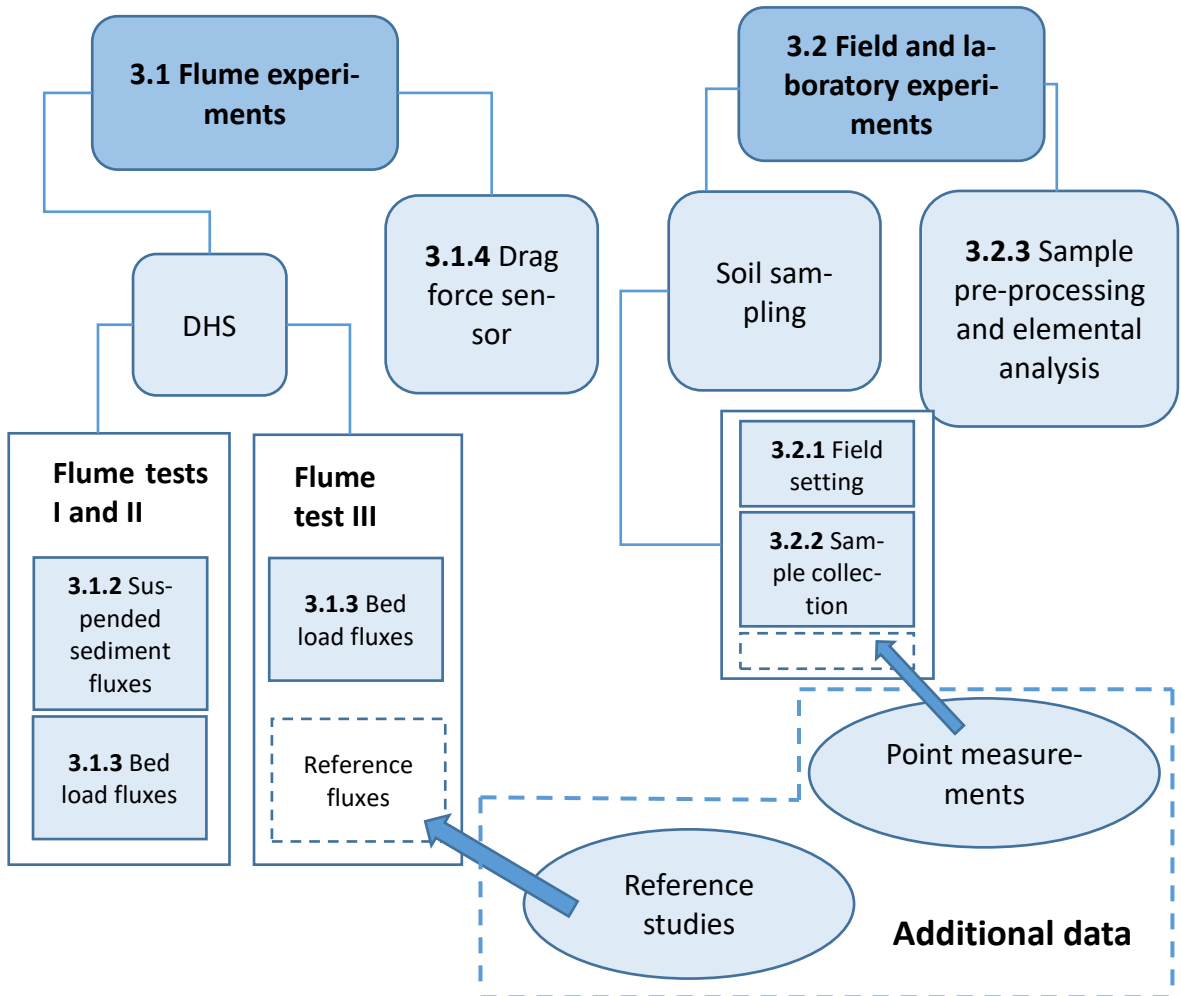 3.1 Flume experi-
ments
3.2 Field and la-
boratory experi-
ments
3.1.4 Drag
force sen-
sor
Soil sam-
pling
3.2.3 Sample
pre-processing
and elemental
analysis
DHS
Flume tests
I and II
3.1.2 Sus-
pended
sediment
fluxes
3.1.3 Bed
load fluxes
Flume
test III
3.1.3 Bed
load fluxes
Reference
fluxes
3.2.1 Field
setting
3.2.2 Sam-
ple collec-
tion
Point measure-
ments
Reference
studies
Additional data